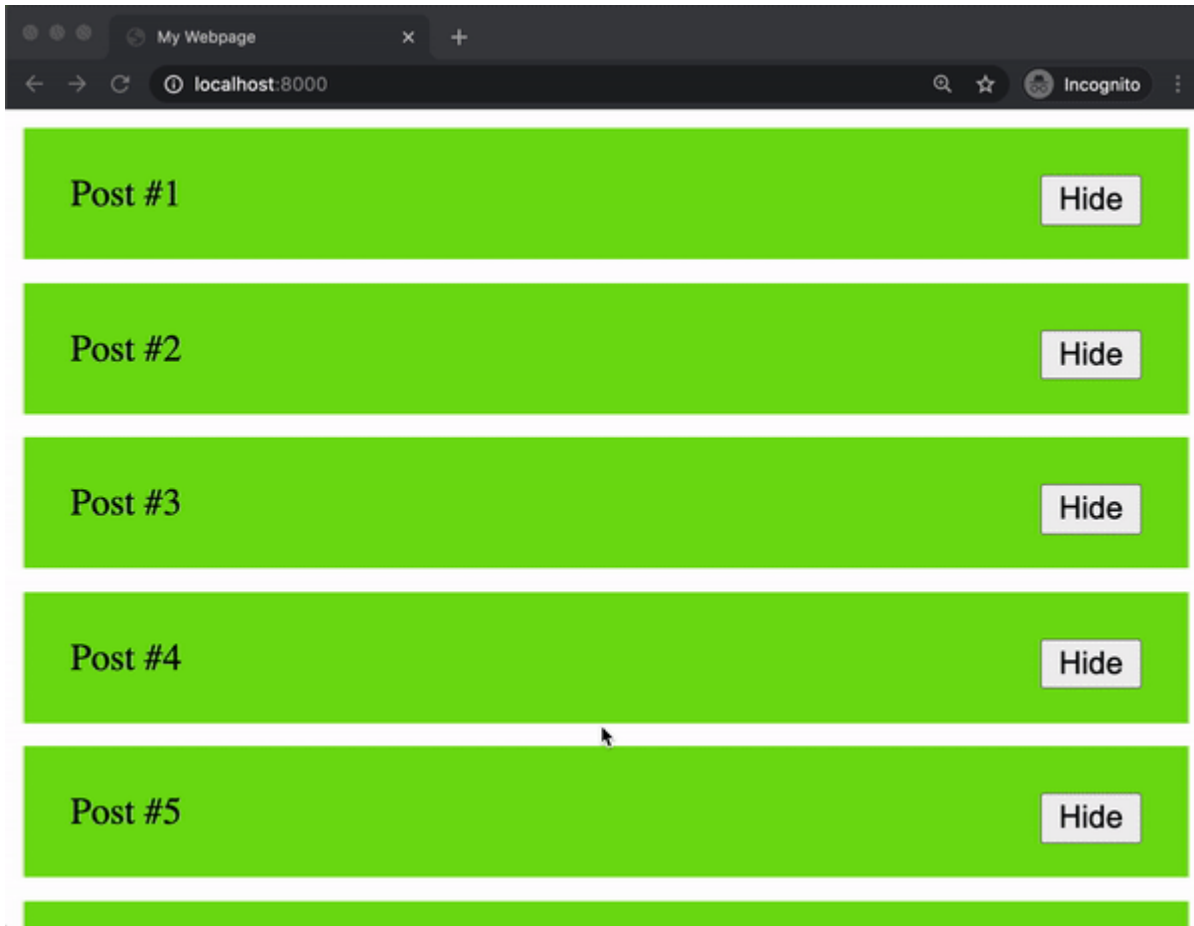 My Webpage
localhost:8000
Incognito
Post #1
Hide
Post #2
Hide
Post #3
Hide
Post #4
Hide
Post #5
Hide